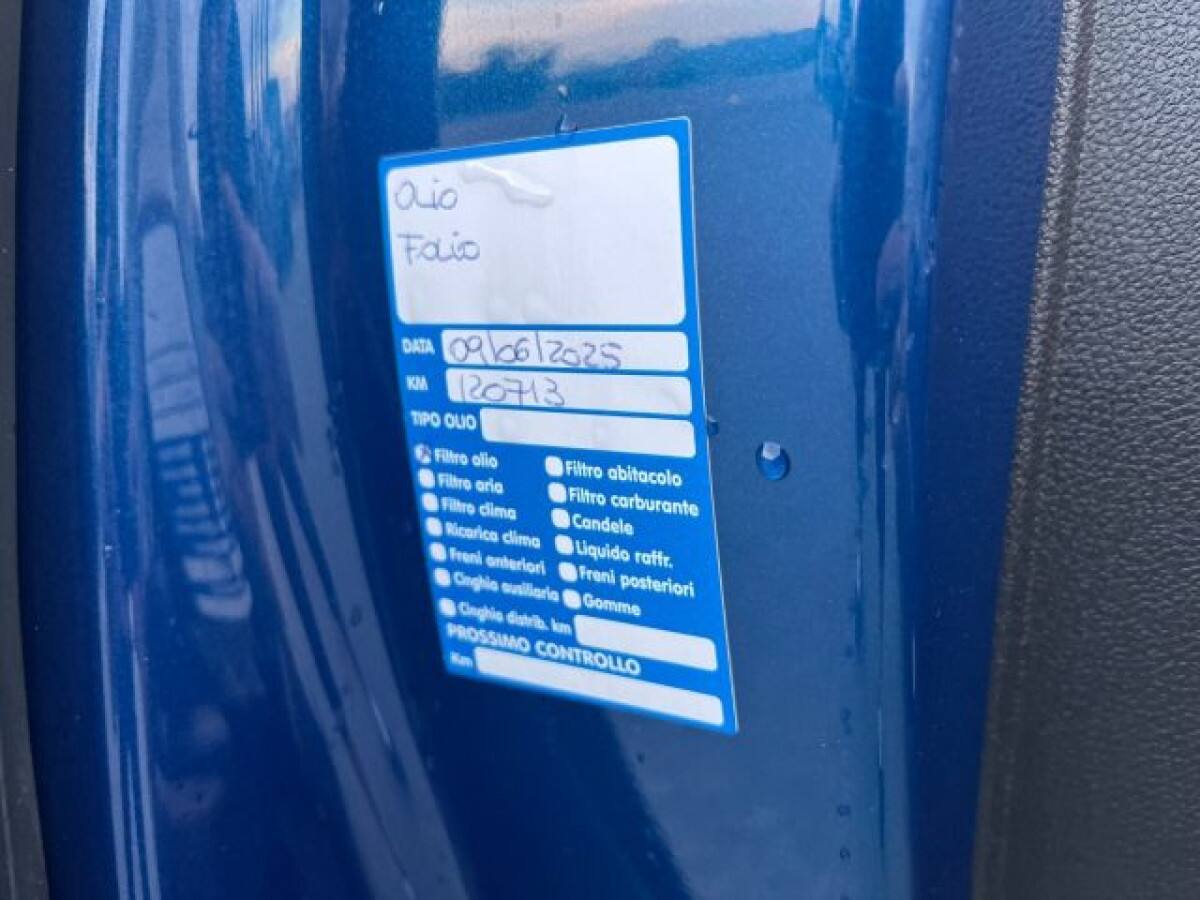 Olio
F olio
DATA 09/06/2025
KM 120713
TIPO OLIO
Filtro olio
Filtro abitacolo
Filtro aria
Filtro carburante
Filtro clima
Candele
Ricarica clima
Liquido raffr.
Freni anteriori
Freni posteriori
Cinghia ausiliaria
Gomme
Cinghia distrib. km
PROSSIMO CONTROLLO
Km